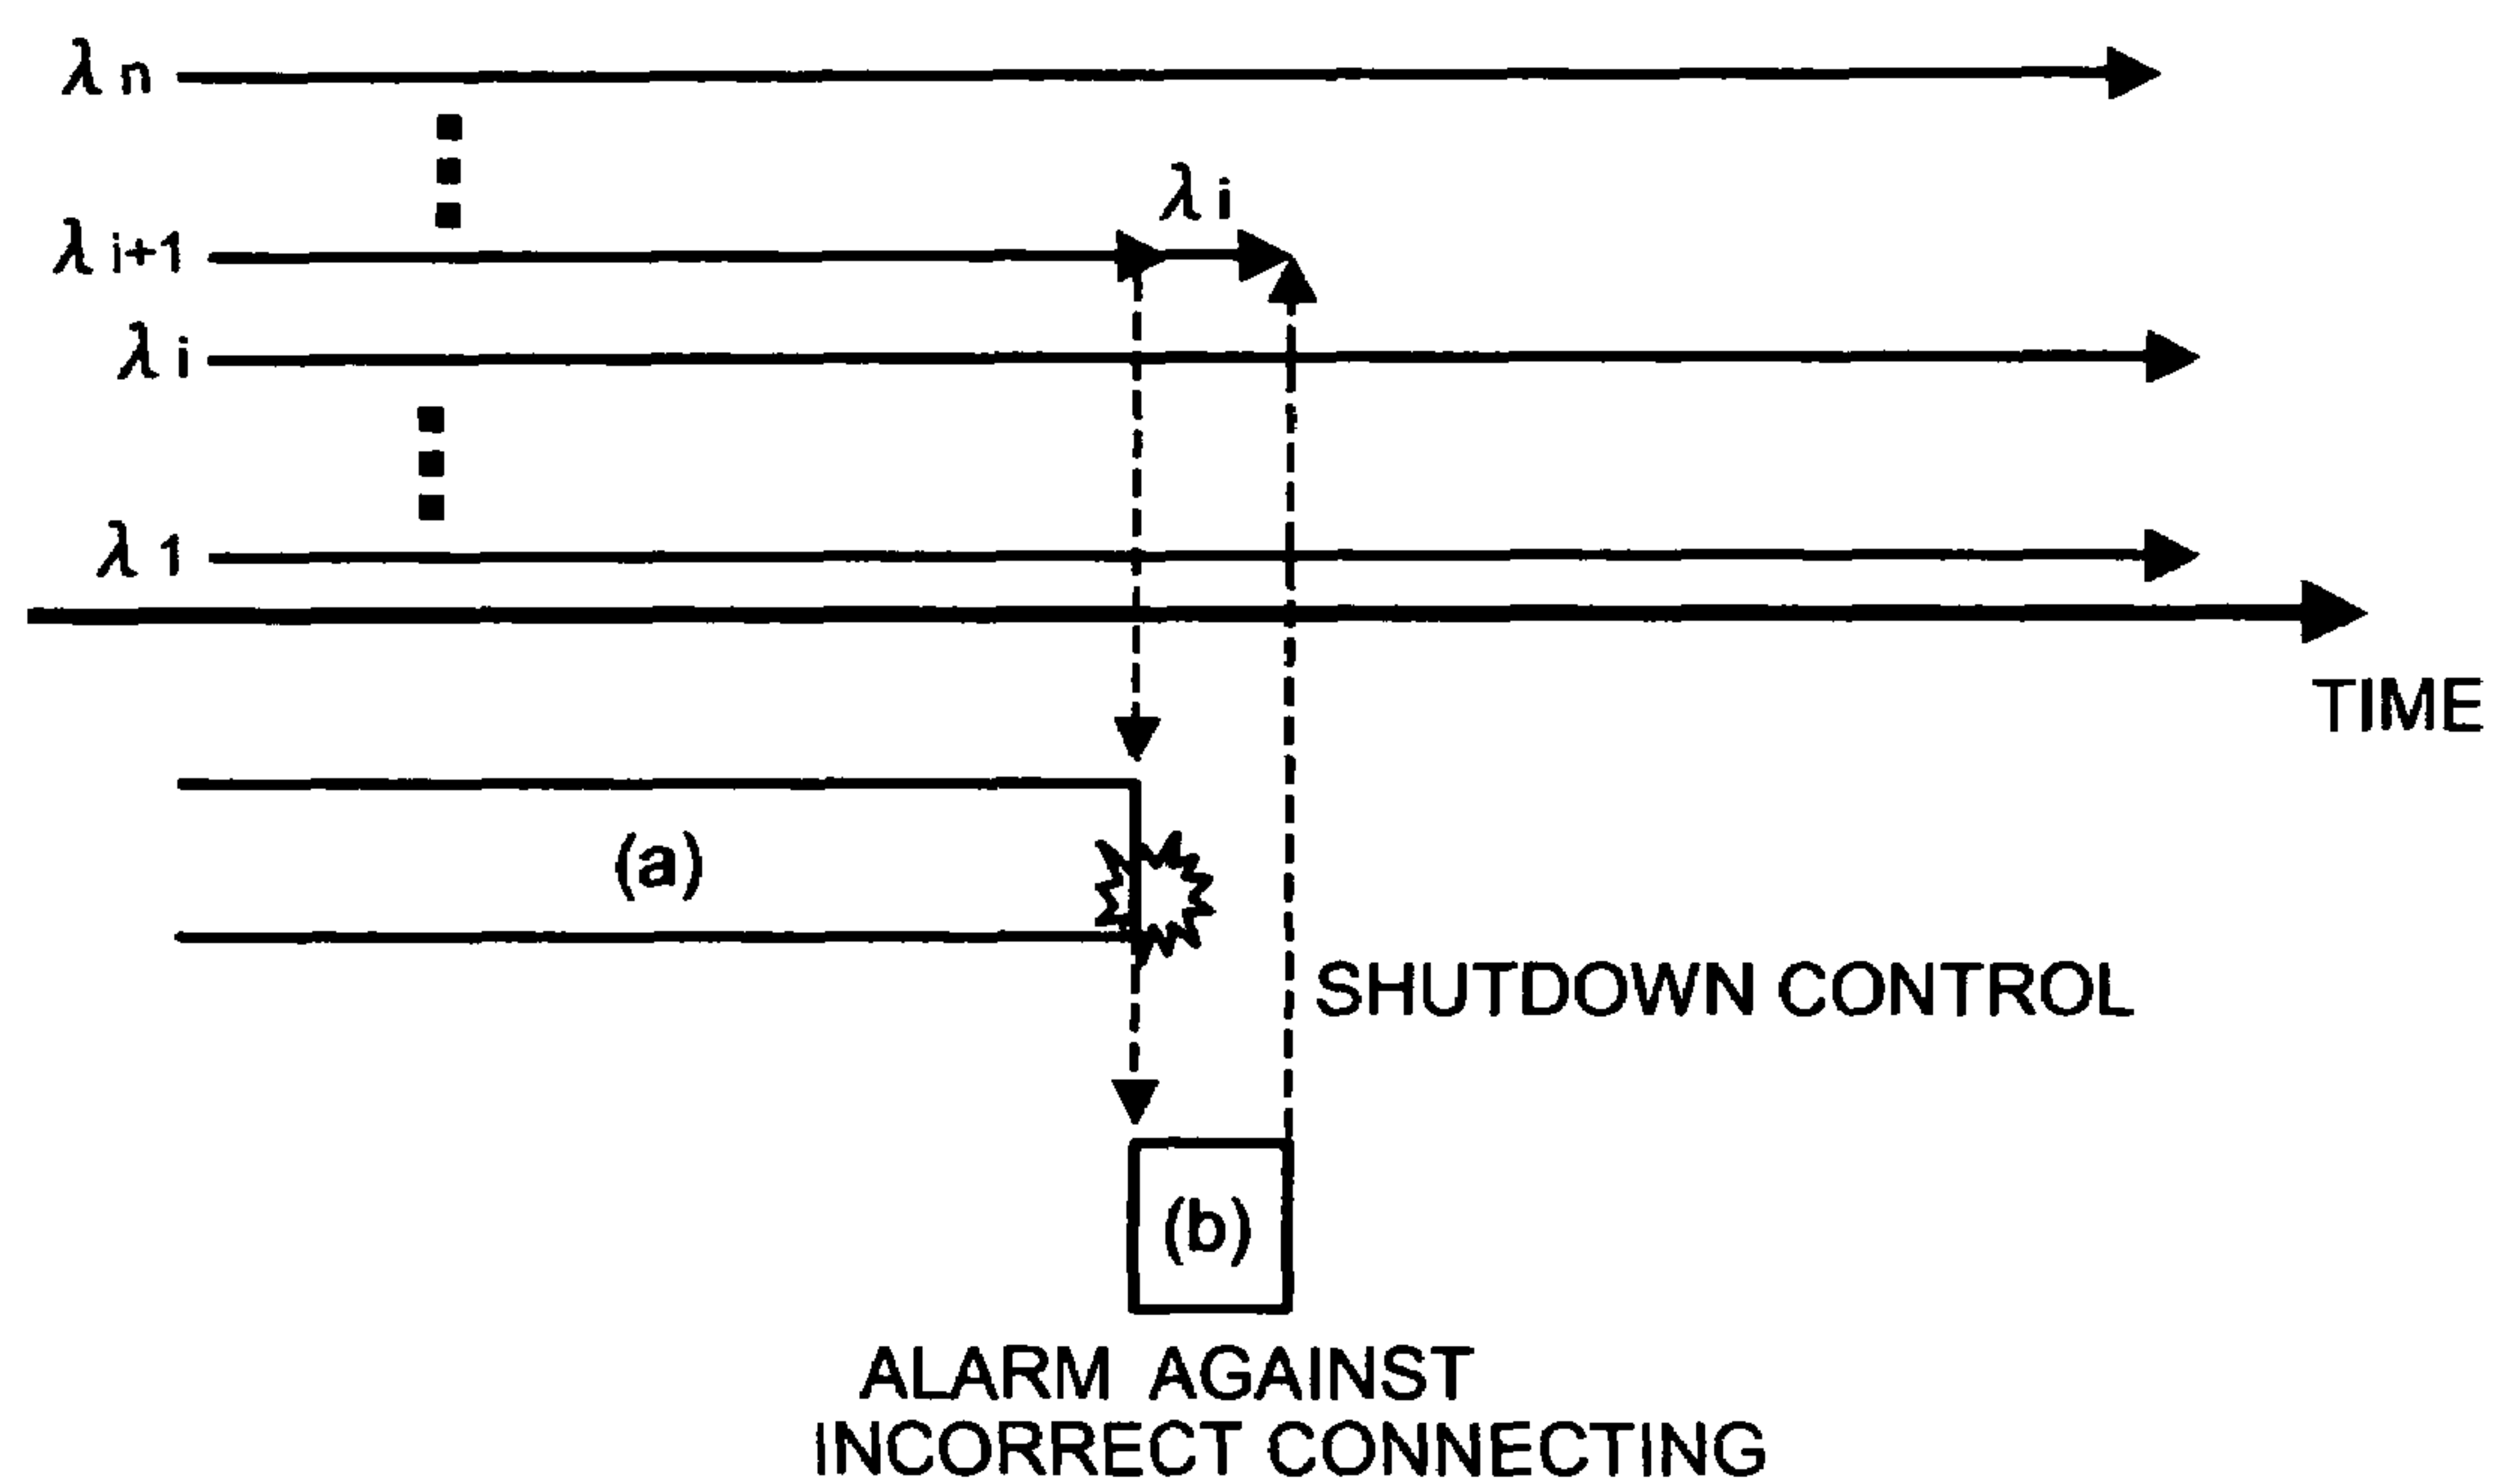 λn
λi
λi+1
λi
λ1
TIME
(a)
SHUTDOWN CONTROL
(b)
ALARM AGAINST
INCORRECT CONNECTING